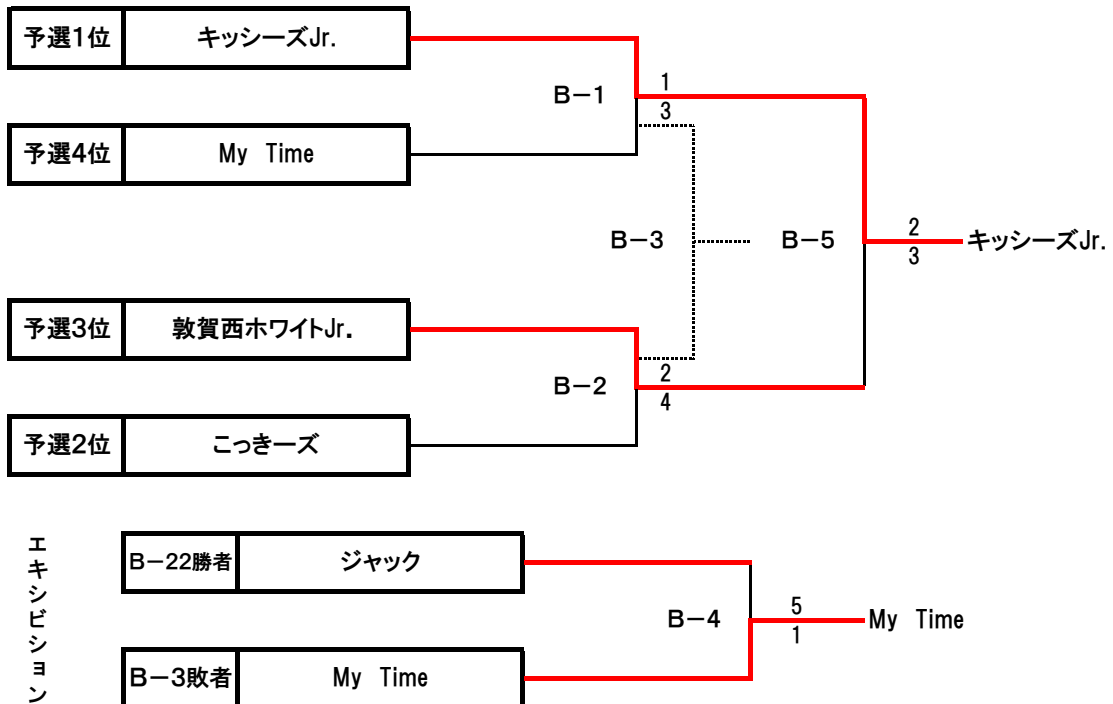 予選1位 キッシーズJr.
B－1
1
3
予選4位 My Time
B－3
B－5
2
3
キッシーズJr.
予選3位 敦賀西ホワイトJr.
B－2
2
4
予選2位 こっきーズ
エキシビション
B－22勝者 ジャック
B－4
5
1
My Time
B－3敗者 My Time